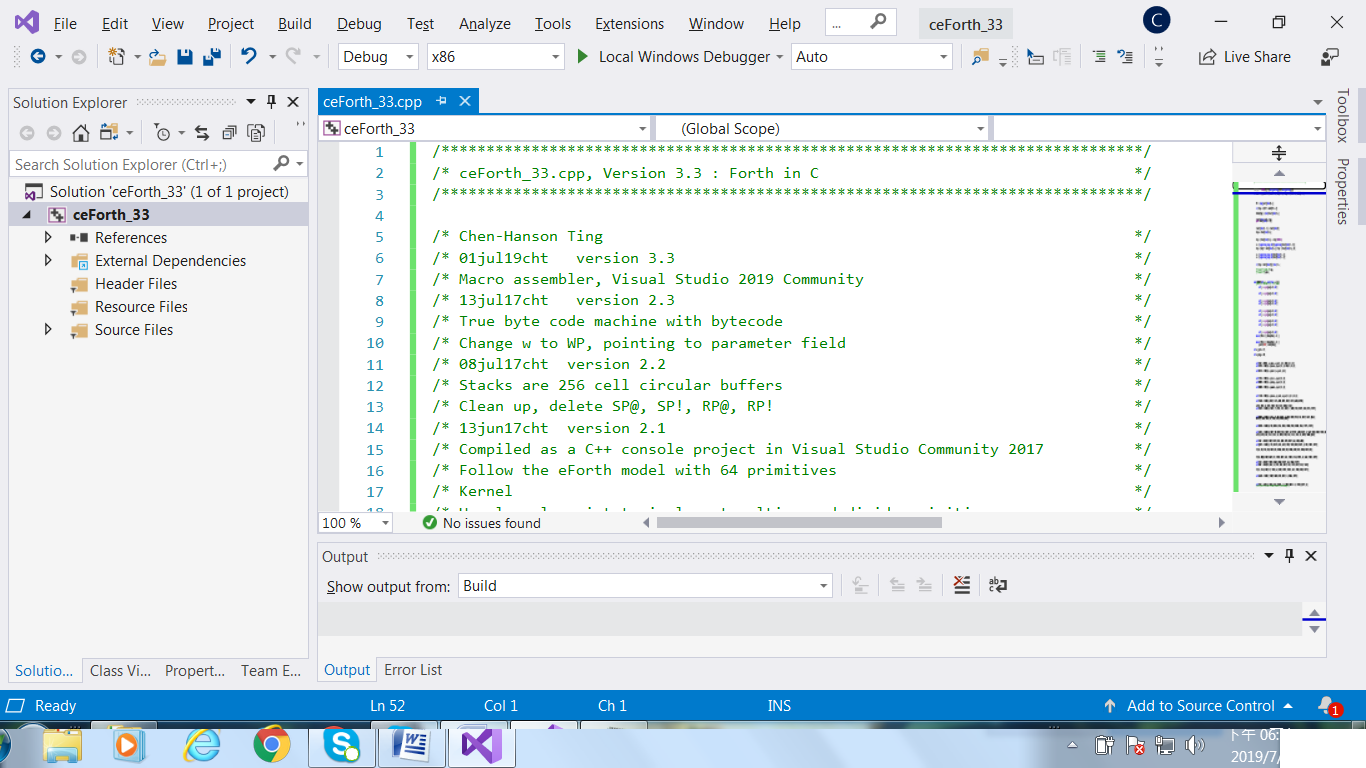 File Edit View Project Build Debug Test Analyze Tools Extensions Window Help ... ceForth_33 C
Debug x86 Local Windows Debugger Auto Live Share
Solution Explorer
Search Solution Explorer (Ctrl+;)
Solution 'ceForth_33' (1 of 1 project)
ceForth_33
References
External Dependencies
Header Files
Resource Files
Source Files
Solutio... Class Vi... Propert... Team E...
ceForth_33.cpp
ceForth_33 (Global Scope)
1 /******************************************************************************/
2 /* ceForth_33.cpp, Version 3.3 : Forth in C */
3 /******************************************************************************/
4
5 /* Chen-Hanson Ting */
6 /* 01jul19cht version 3.3 */
7 /* Macro assembler, Visual Studio 2019 Community */
8 /* 13jul17cht version 2.3 */
9 /* True byte code machine with bytecode */
10 /* Change w to WP, pointing to parameter field */
11 /* 08jul17cht version 2.2 */
12 /* Stacks are 256 cell circular buffers */
13 /* Clean up, delete SP@, SP!, RP@, RP! */
14 /* 13jun17cht version 2.1 */
15 /* Compiled as a C++ console project in Visual Studio Community 2017 */
16 /* Follow the eForth model with 64 primitives */
17 /* Kernel */
100 % No issues found
Toolbox
Properties
Output
Show output from: Build
Output Error List
Ready Ln 52 Col 1 Ch 1 INS Add to Source Control 1
下午 06:
2019/7/